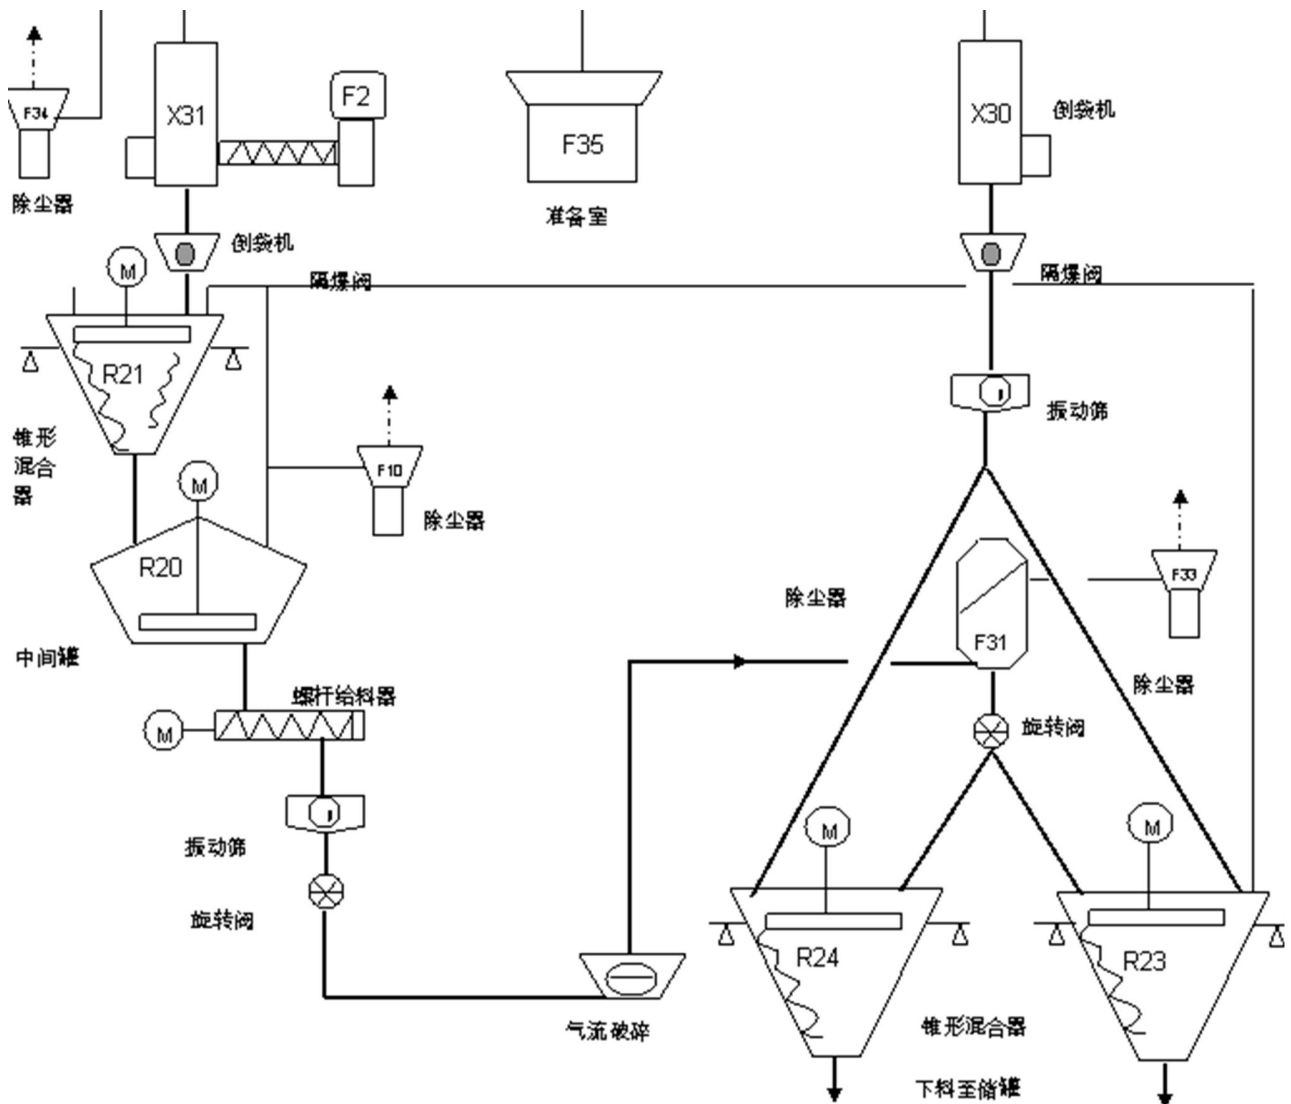 F34
X31
F2
F35
X30
倒袋机
除尘器
准备室
倒袋机
M
隔爆阀
隔爆阀
R21
振动筛
锥形
混合
器
F10
M
除尘器
R20
F33
除尘器
F31
中间罐
除尘器
螺杆给料器
M
旋转阀
振动筛
M
M
旋转阀
R24
R23
气流破碎
锥形混合器
下料至储罐